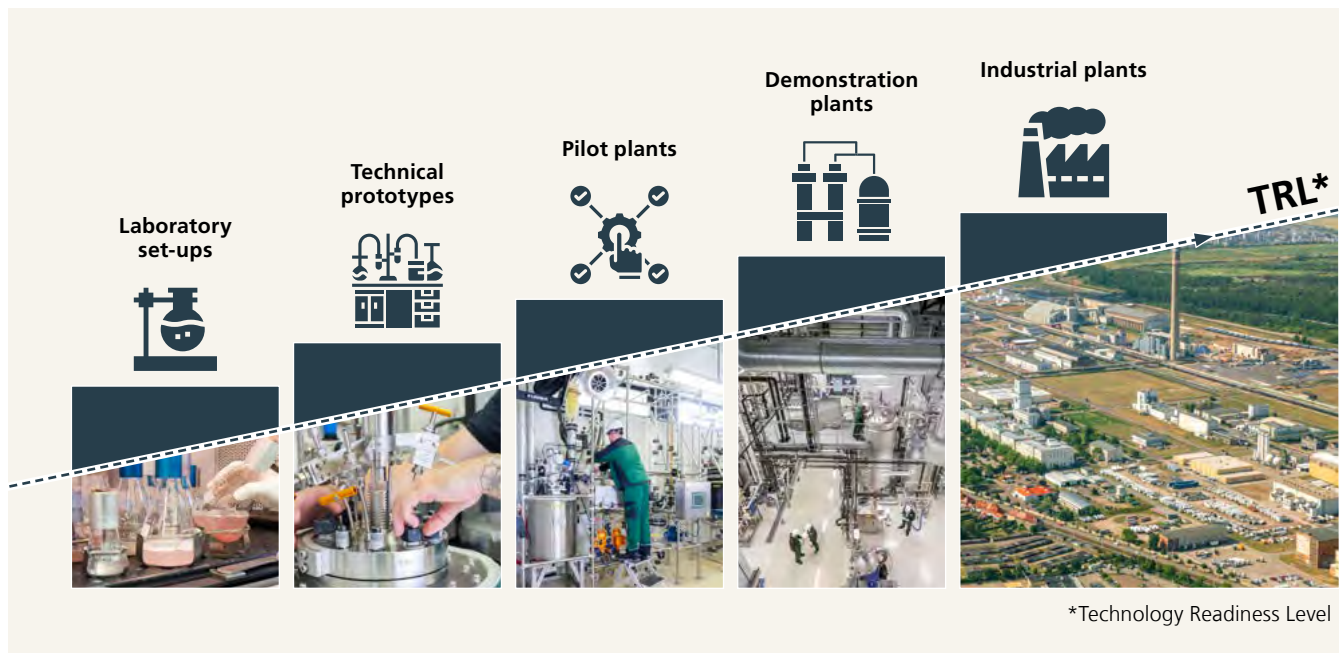 Laboratory
set-ups
Technical
prototypes
Pilot plants
Demonstration
plants
Industrial plants
TRL*
*Technology Readiness Level